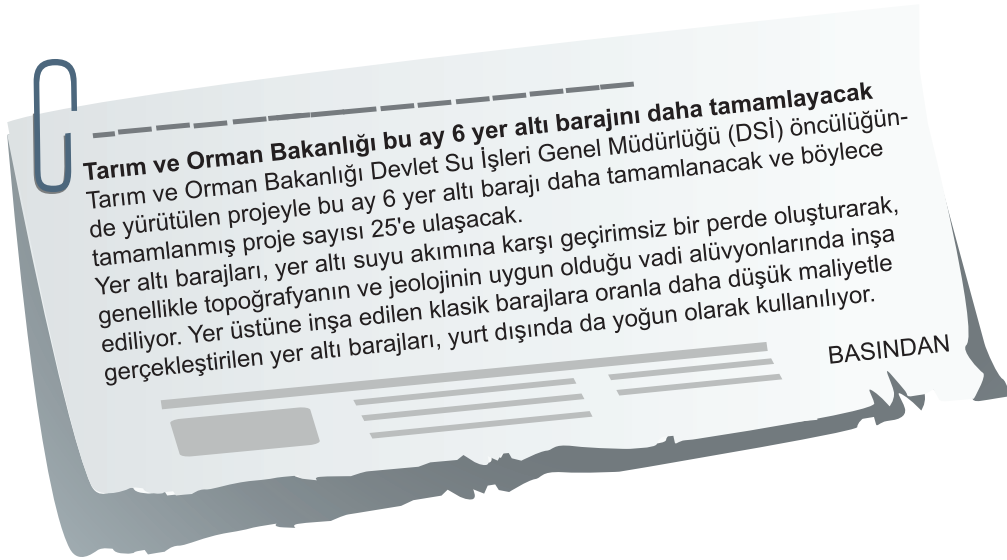 Tarım ve Orman Bakanlığı bu ay 6 yer altı barajını daha tamamlayacak
Tarım ve Orman Bakanlığı Devlet Su İşleri Genel Müdürlüğü (DSİ) öncülüğün-
de yürütülen projeyle bu ay 6 yer altı barajı daha tamamlanacak ve böylece
tamamlanmış proje sayısı 25'e ulaşacak.
Yer altı barajları, yer altı suyu akımına karşı geçirimsiz bir perde oluşturarak,
genellikle topoğrafyanın ve jeolojinin uygun olduğu vadi alüvyonlarında inşa
ediliyor. Yer üstüne inşa edilen klasik barajlara oranla daha düşük maliyetle
gerçekleştirilen yer altı barajları, yurt dışında da yoğun olarak kullanılıyor.
BASINDAN